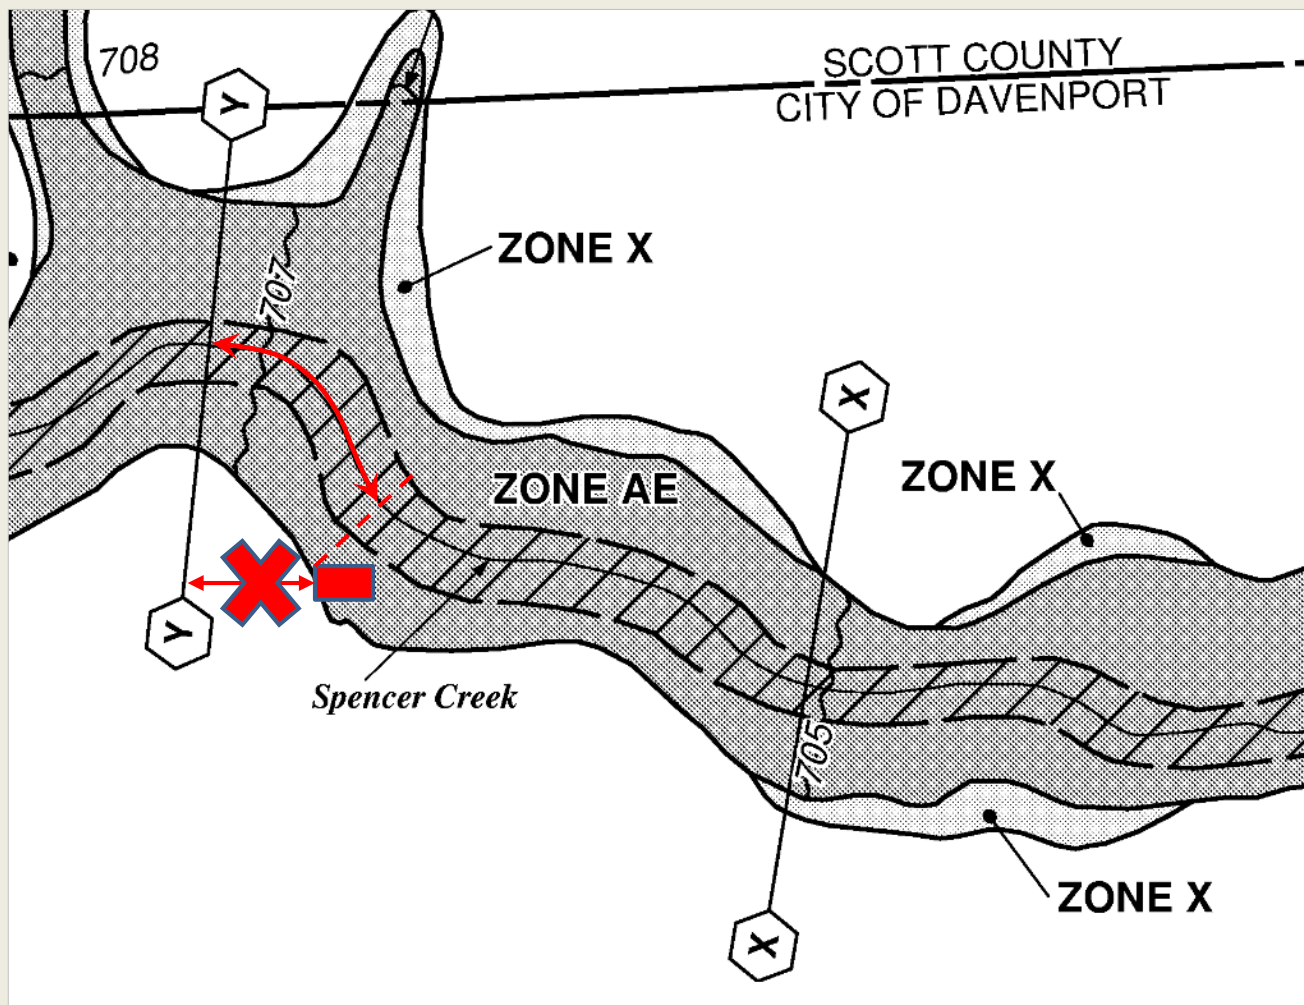 708
SCOTT COUNTY
CITY OF DAVENPORT
Y
ZONE X
707
X
ZONE X
ZONE AE
Y
Spencer Creek
705
ZONE X
X